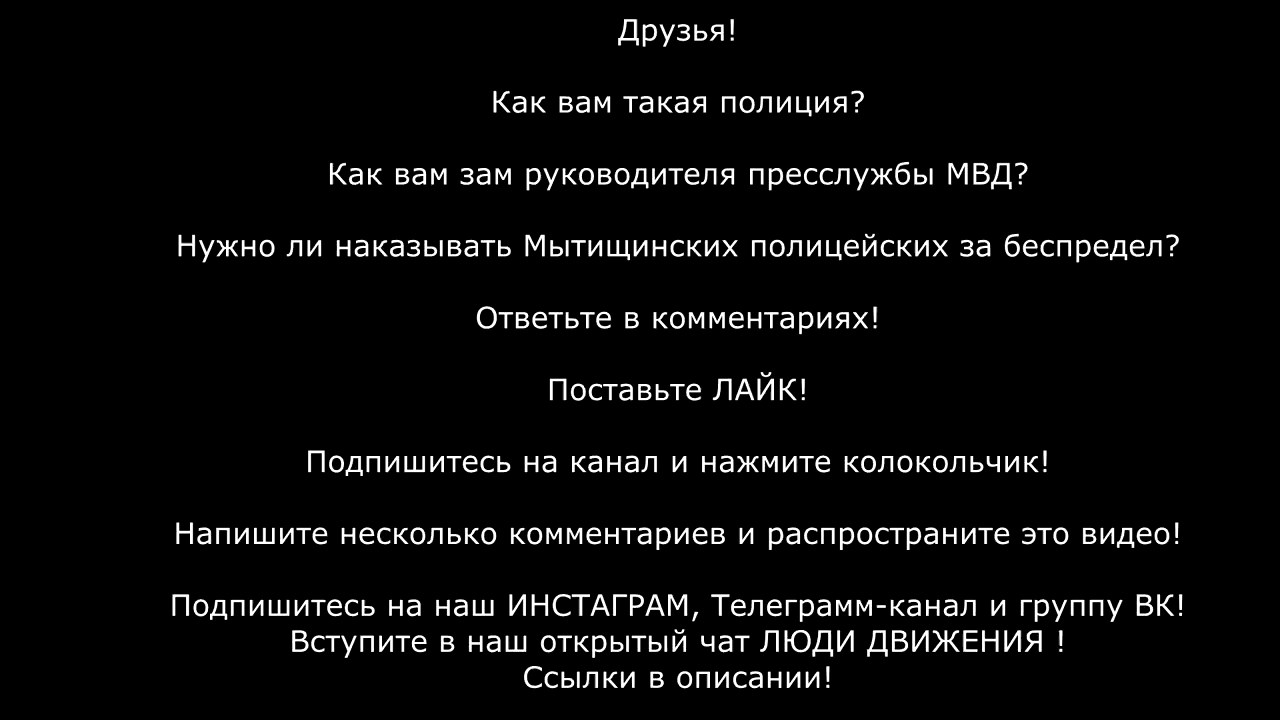 Друзья!
Как вам такая полиция?
Как вам зам руководителя пресслужбы МВД?
Нужно ли наказывать Мытищинских полицейских за беспредел?
Ответьте в комментариях!
Поставьте ЛАЙК!
Подпишитесь на канал и нажмите колокольчик!
Напишите несколько комментариев и распространите это видео!
Подпишитесь на наш ИНСТАГРАМ, Телеграмм-канал и группу ВК!
Вступите в наш открытый чат ЛЮДИ ДВИЖЕНИЯ !
Ссылки в описании!